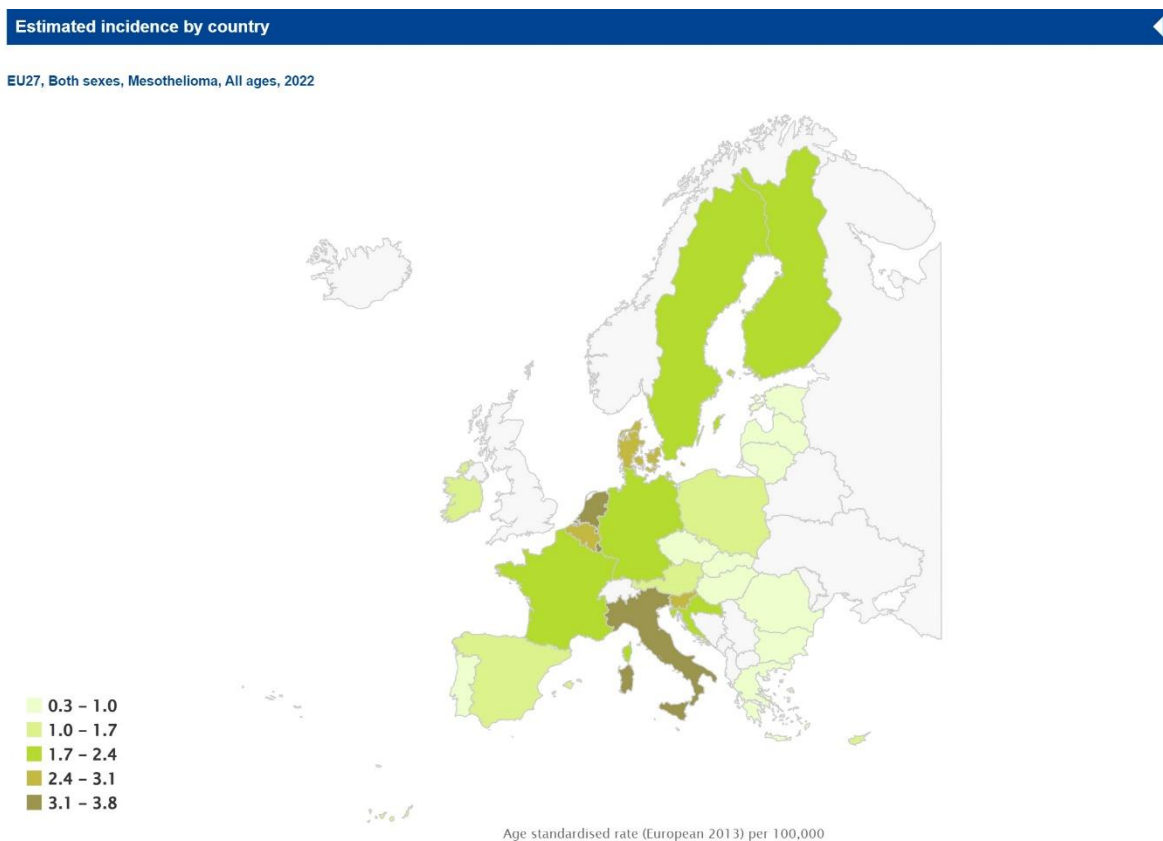 Estimated incidence by country
EU27, Both sexes, Mesothelioma, All ages, 2022
0.3 – 1.0
1.0 – 1.7
1.7 – 2.4
2.4 – 3.1
3.1 – 3.8
Age standardised rate (European 2013) per 100,000